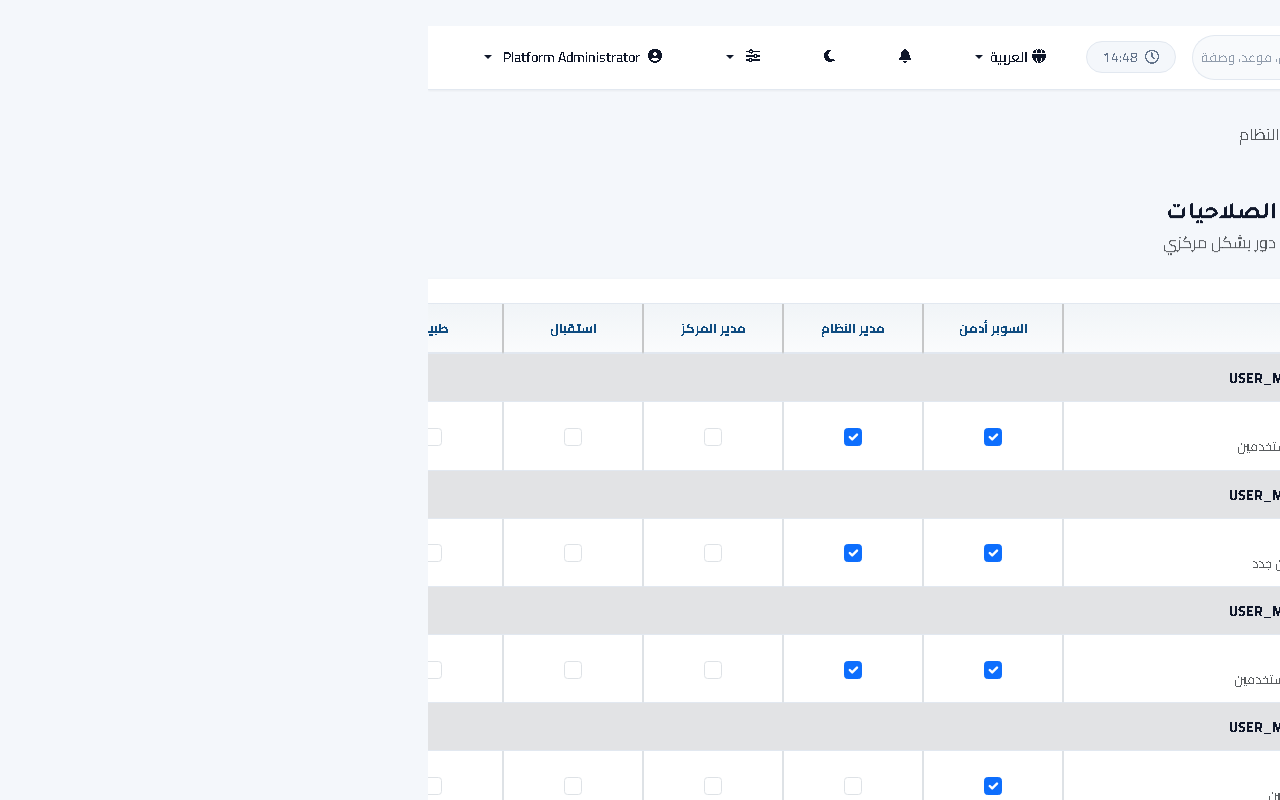 موعد، وصفة 14:48 العربية Platform Administrator
النظام
الصلاحيات
دور بشكل مركزي
السوبر أدمن مدير النظام مدير المركز استقبال
USER_M
USER_M
جدد
USER_M
USER_M